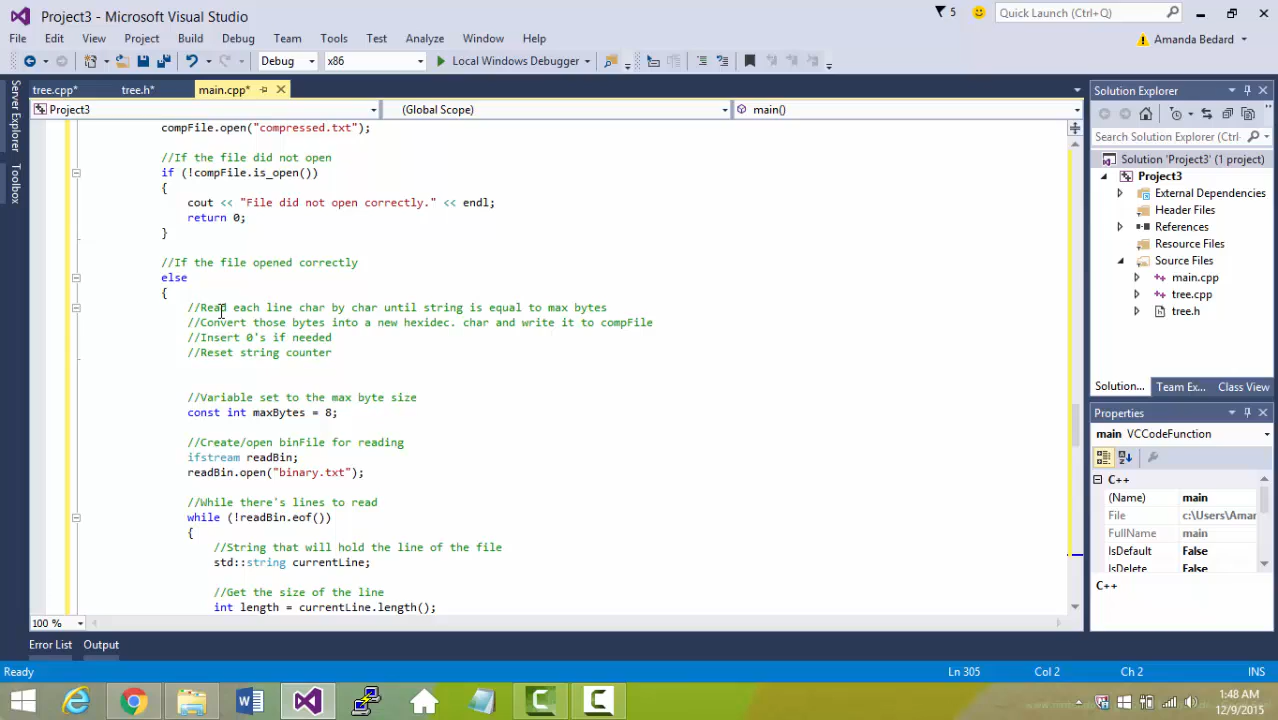 Project3 - Microsoft Visual Studio
5
Quick Launch (Ctrl+Q)
File Edit View Project Build Debug Team Tools Test Analyze Window Help
Amanda Bedard
Debug x86 Local Windows Debugger
Server Explorer
Toolbox
tree.cpp* tree.h* main.cpp*
Project3 (Global Scope) main()
compFile.open("compressed.txt");
//If the file did not open
if (!compFile.is_open())
{
cout << "File did not open correctly." << endl;
return 0;
}
//If the file opened correctly
else
{
//Read each line char by char until string is equal to max bytes
//Convert those bytes into a new hexidec. char and write it to compFile
//Insert 0's if needed
//Reset string counter
//Variable set to the max byte size
const int maxBytes = 8;
//Create/open binFile for reading
ifstream readBin;
readBin.open("binary.txt");
//While there's lines to read
while (!readBin.eof())
{
//String that will hold the line of the file
std::string currentLine;
//Get the size of the line
int length = currentLine.length();
100 %
Solution Explorer
Search Solution Explorer (Ctrl-
Solution 'Project3' (1 project)
Project3
External Dependencies
Header Files
References
Resource Files
Source Files
main.cpp
tree.cpp
tree.h
Solution... Team Ex... Class View
Properties
main VCCodeFunction
C++
(Name) main
File c:\Users\Amar
FullName main
IsDefault False
IsDelete False
C++
Error List Output
Ready Ln 305 Col 2 Ch 2 INS
1:48 AM
12/9/2015